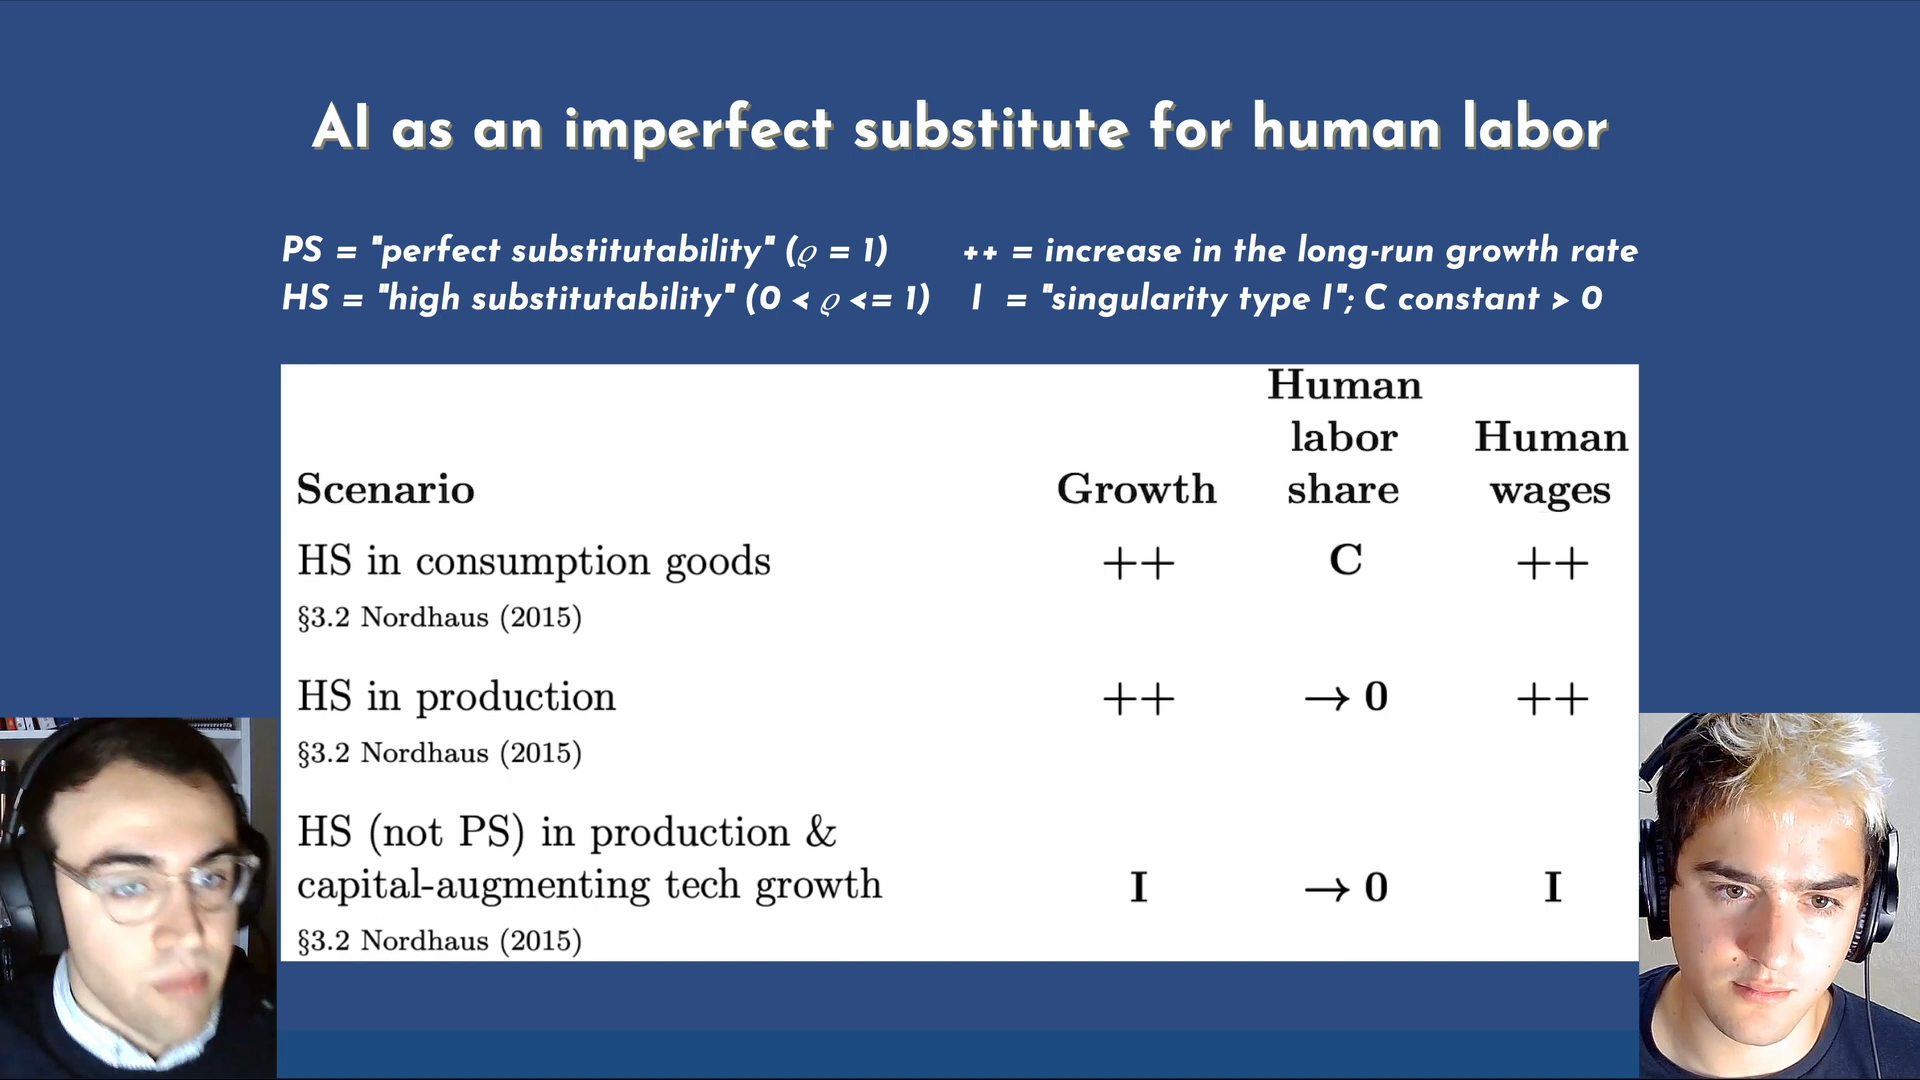 AI as an imperfect substitute for human labor
PS = "perfect substitutability" (ϱ = 1)
++ = increase in the long-run growth rate
HS = "high substitutability" (0 < ϱ <= 1)
I = "singularity type I"; C constant > 0
Scenario
Growth
Human
labor
share
Human
wages
HS in consumption goods
++
C
++
§3.2 Nordhaus (2015)
HS in production
++
→ 0
++
§3.2 Nordhaus (2015)
HS (not PS) in production &
capital-augmenting tech growth
I
→ 0
I
§3.2 Nordhaus (2015)